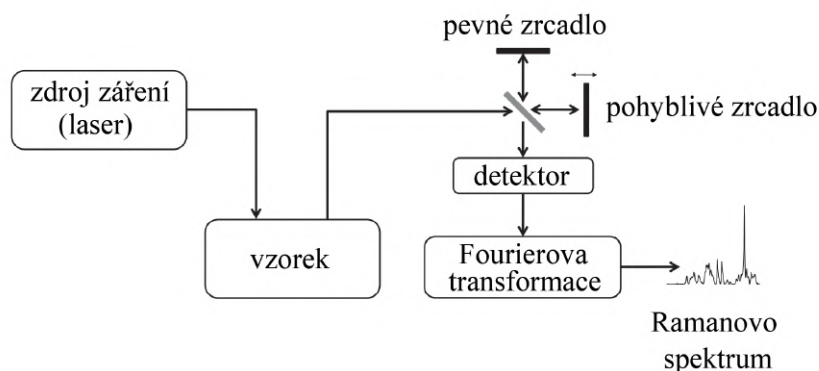 pevné zrcadlo
zdroj záření
(laser)
pohyblivé zrcadlo
detektor
vzorek
Fourierova
transformace
Ramanovo
spektrum